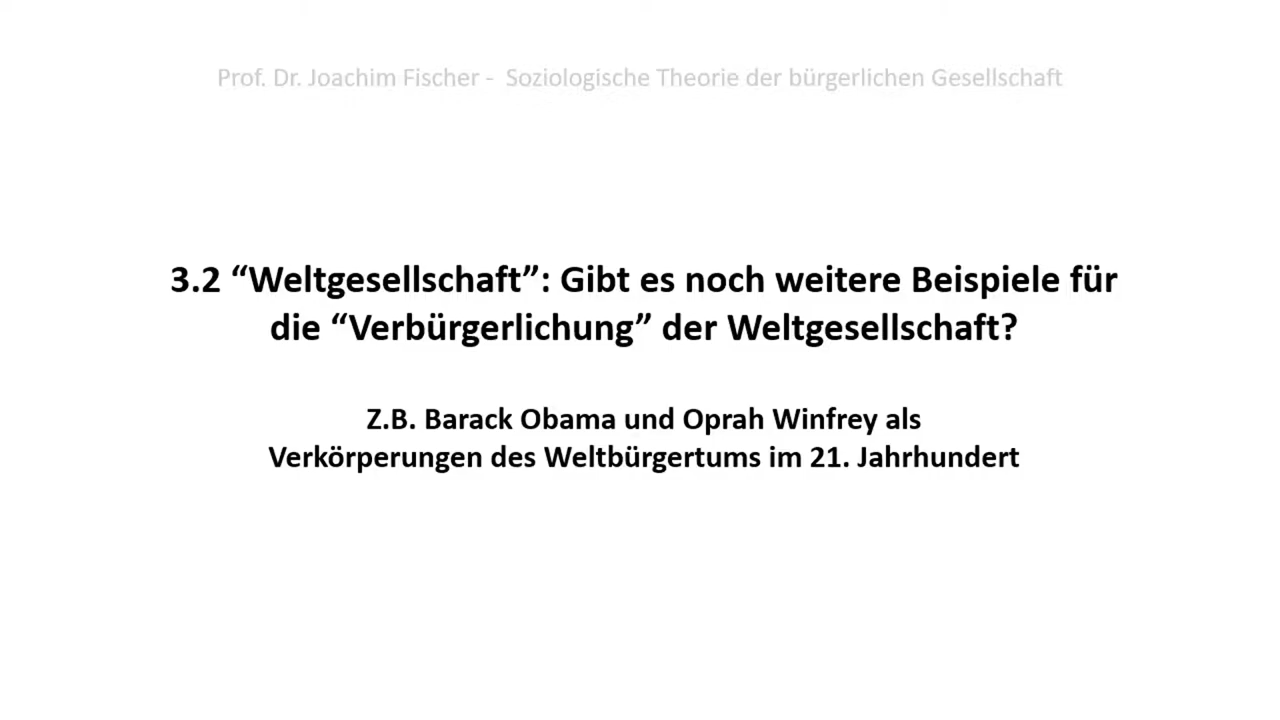 Prof. Dr. Joachim Fischer - Soziologische Theorie der bürgerlichen Gesellschaft
3.2 “Weltgesellschaft”: Gibt es noch weitere Beispiele für
die “Verbürgerlichung” der Weltgesellschaft?
Z.B. Barack Obama und Oprah Winfrey als
Verkörperungen des Weltbürgertums im 21. Jahrhundert